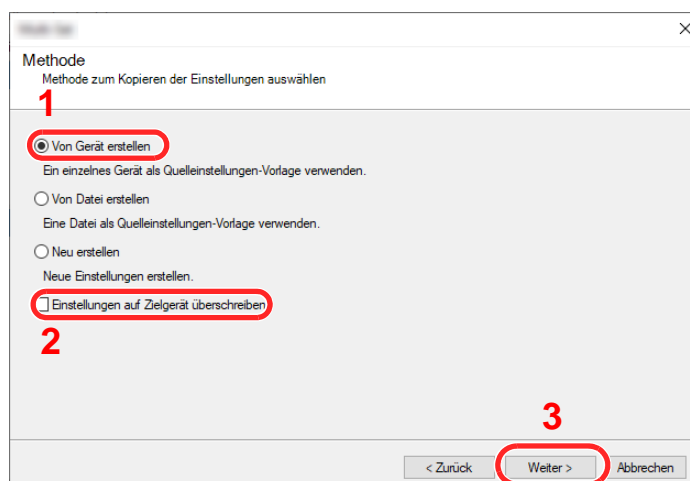 Methode
Methode zum Kopieren der Einstellungen auswählen
1
Von Gerät erstellen
Ein einzelnes Gerät als Quelleinstellungen-Vorlage verwenden.
Von Datei erstellen
Eine Datei als Quelleinstellungen-Vorlage verwenden.
Neu erstellen
Neue Einstellungen erstellen.
Einstellungen auf Zielgerät überschreiben
2
3
< Zurück Weiter > Abbrechen